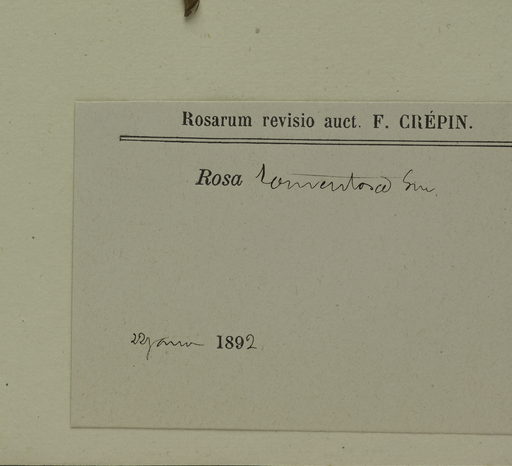 Rosarum revisio auct. F. CRÉPIN.
Rosa tomentosa Sm.
22 janv 1892